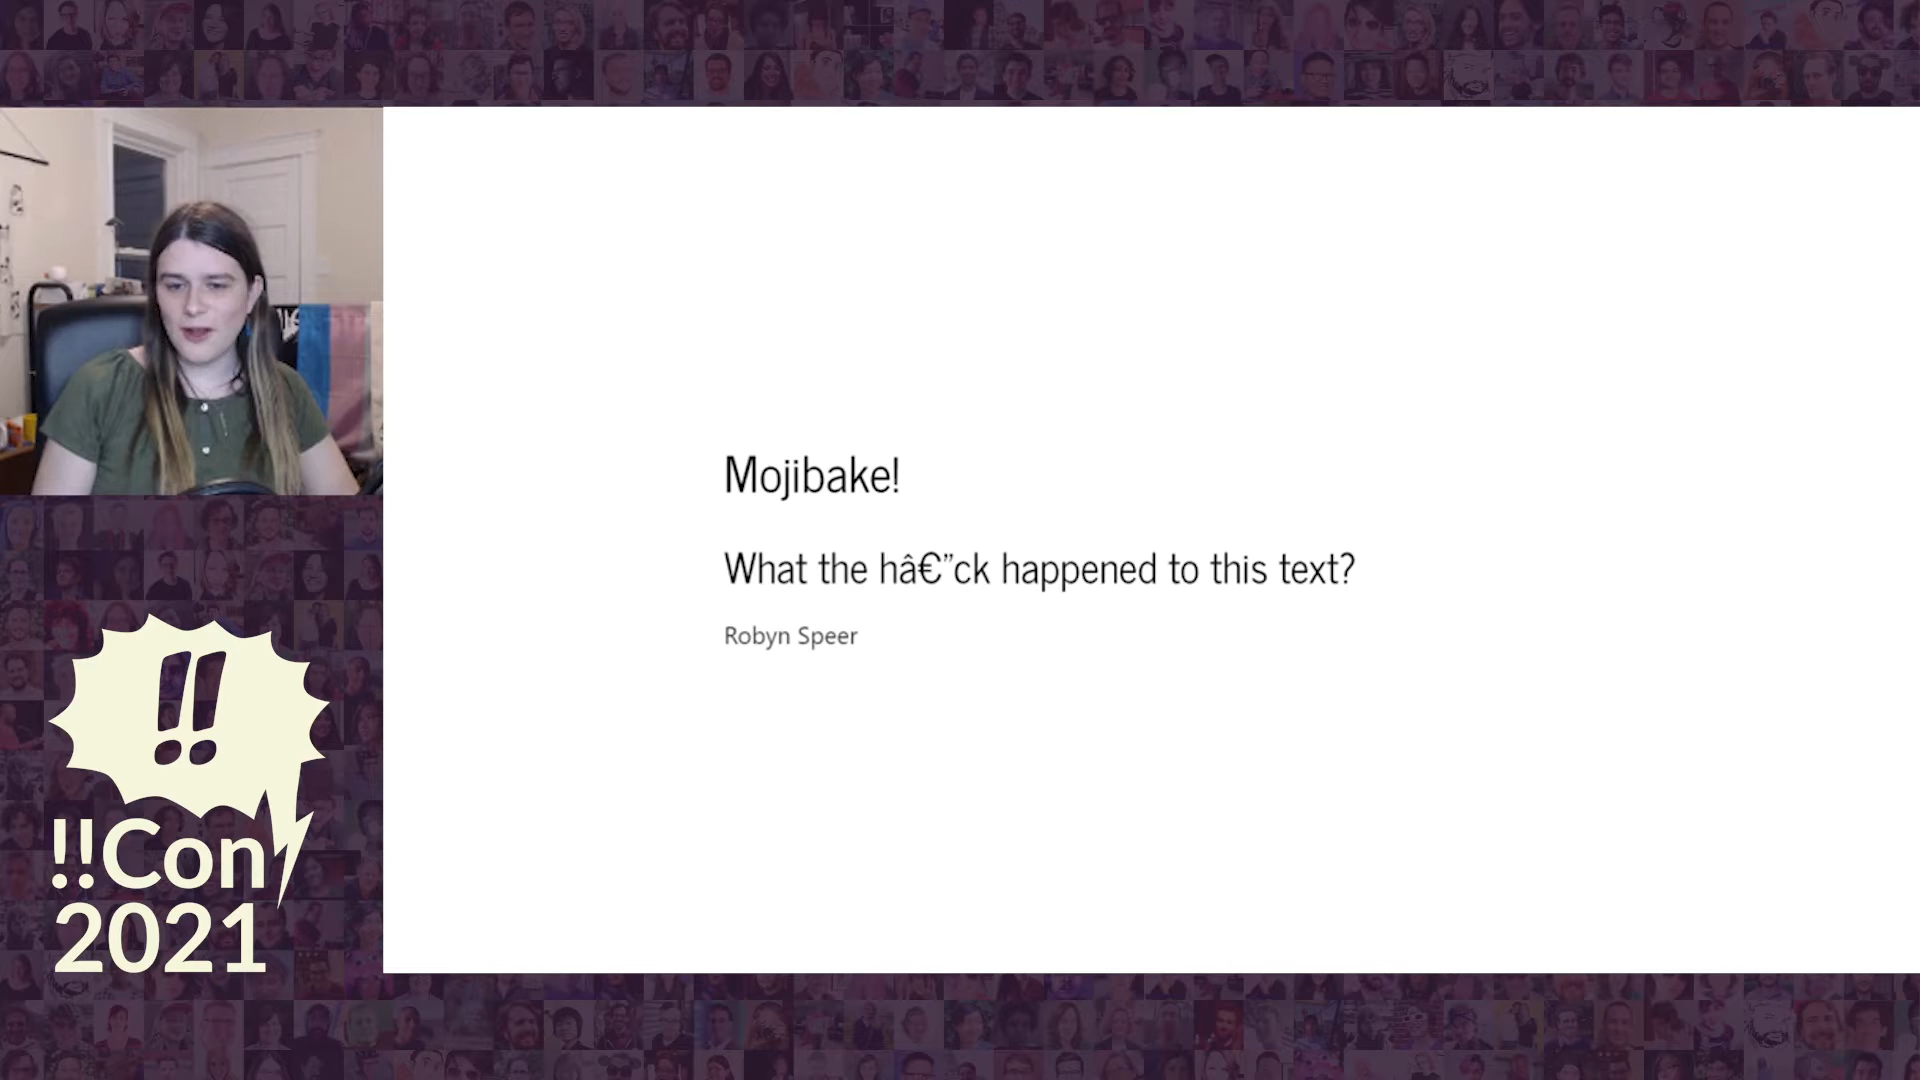 Mojibake!
What the hâ€”ck happened to this text?
Robyn Speer
!!
!!Con
2021